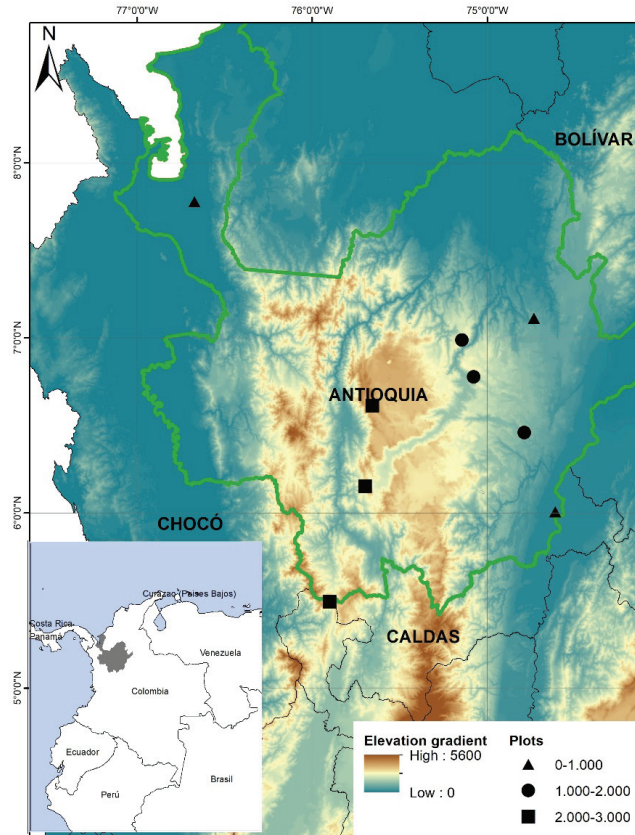 77°0'0"W 76°0'0"W 75°0'0"W
N
BOLÍVAR
8°0'0"N
7°0'0"N
ANTIOQUIA
6°0'0"N
CHOCÓ
CALDAS
5°0'0"N
Curazao (Países Bajos)
Costa Rica
Panamá
Venezuela
Colombia
Ecuador
Perú
Brasil
Elevation gradient
High : 5600
Low : 0
Plots
0-1.000
1.000-2.000
2.000-3.000